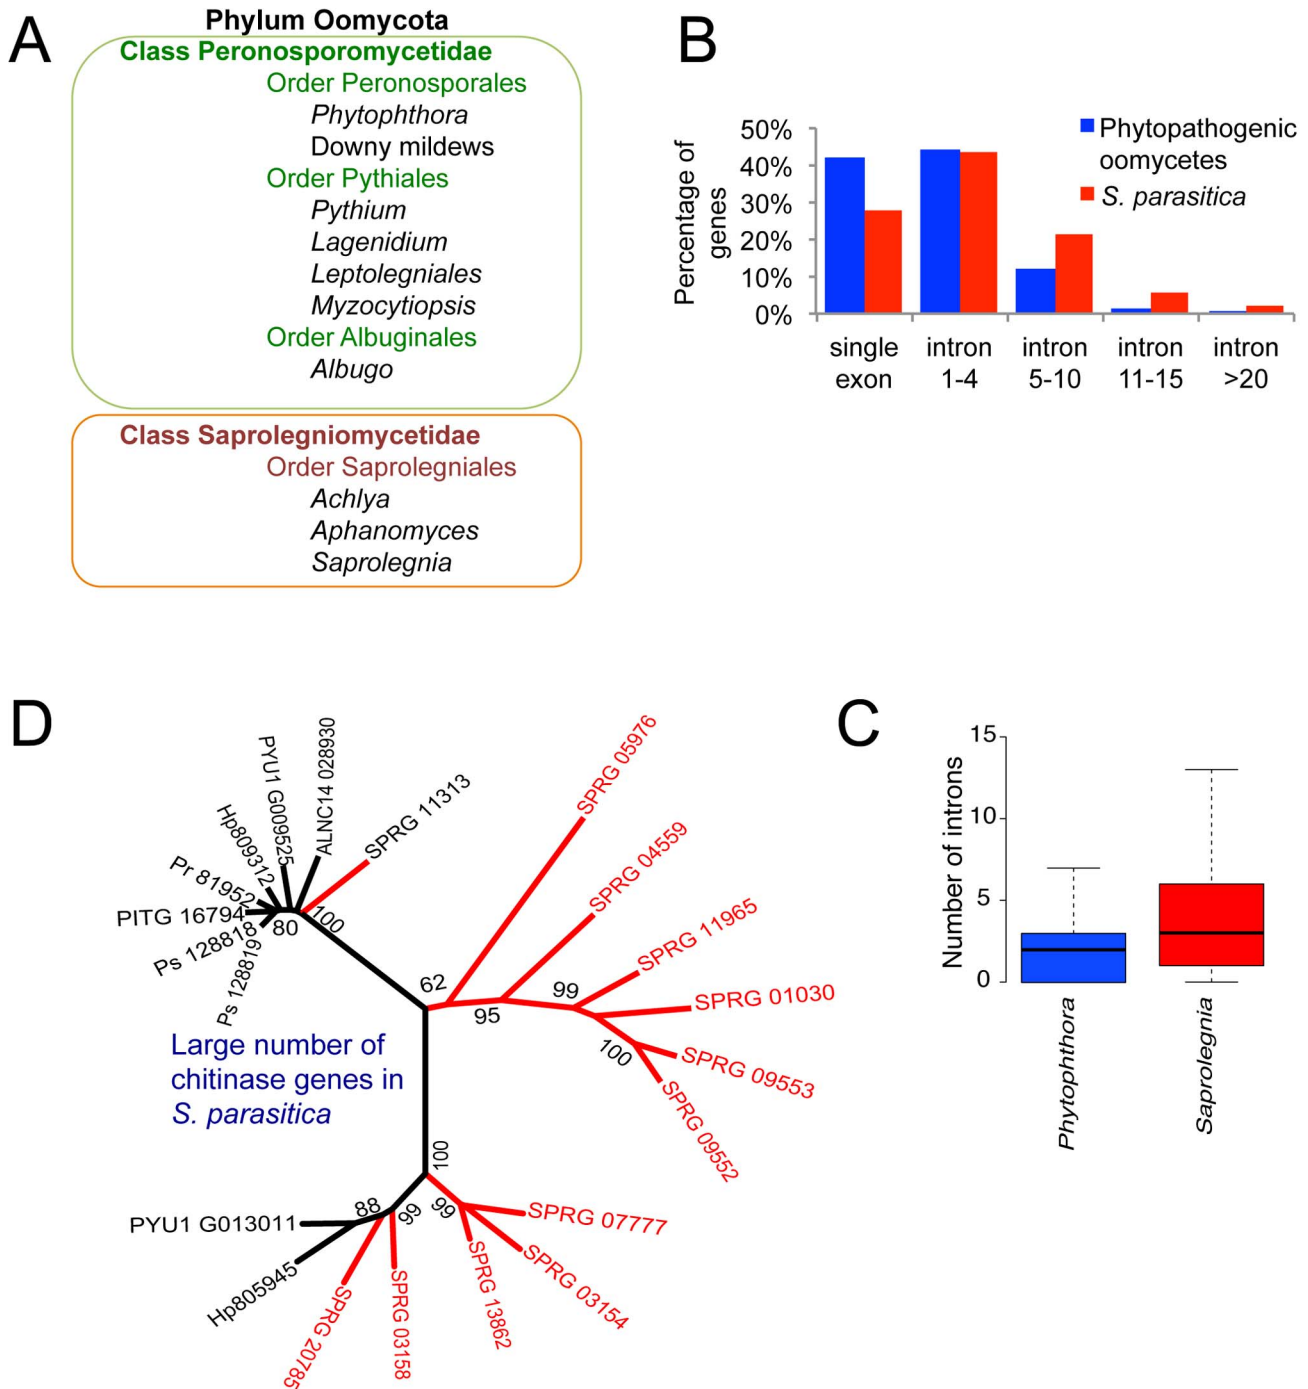 A
Phylum Oomycota
Class Peronosporomycetidae
Order Peronosporales
Phytophthora
Downy mildews
Order Pythiales
Pythium
Lagenidium
Leptolegniales
Myzocytiopsis
Order Albuginales
Albugo
Class Saprolegniomycetidae
Order Saprolegniales
Achlya
Aphanomyces
Saprolegnia
B
Percentage of
genes
50%
40%
30%
20%
10%
0%
Phytopathogenic
oomycetes
S. parasitica
single
exon
intron
1-4
intron
5-10
intron
11-15
intron
>20
D
Ps 128819
Ps 128818
PITG 16794
Pr 81952
Hp809312
PYU1 G009525
ALNC14 028930
SPRG 11313
80
100
SPRG 05976
SPRG 04559
SPRG 11965
SPRG 01030
SPRG 09553
SPRG 09552
62
95
99
100
Large number of
chitinase genes in
S. parasitica
100
88
99
99
PYU1 G013011
Hp805945
SPRG 20785
SPRG 03158
SPRG 13862
SPRG 03154
SPRG 07777
C
Number of introns
15
10
5
0
Phytophthora
Saprolegnia